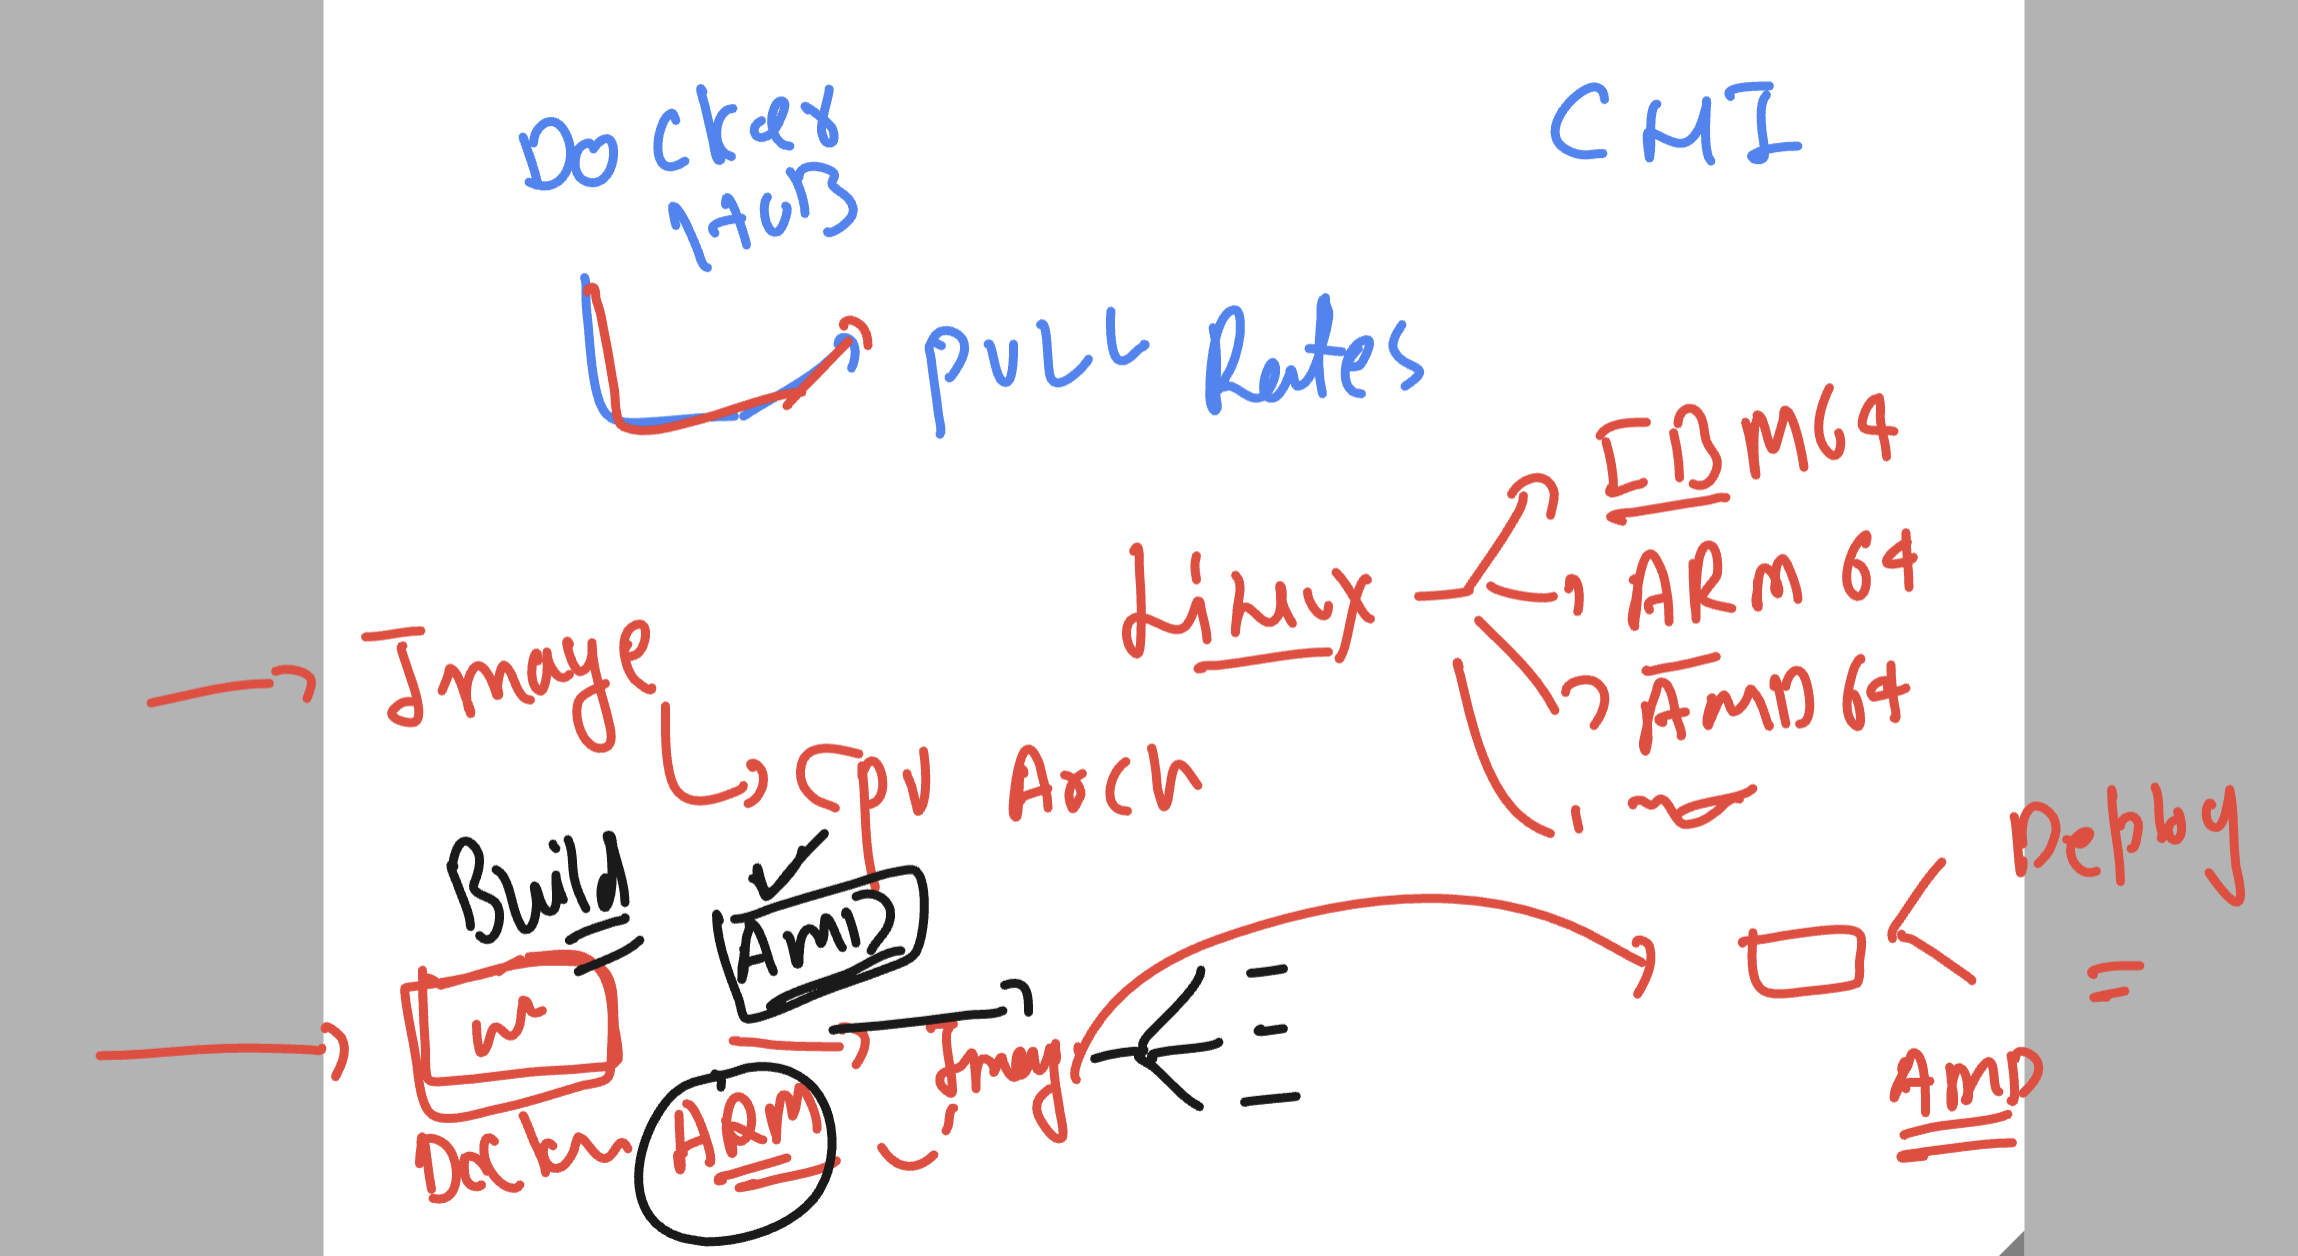 Docker
HUB
CMI
PULL Rates
IBM64
Linux
ARM 64
AMD 64
Image
CPU Arch
Deploy
Build
AMD
Image
Docker
ARM
AMD